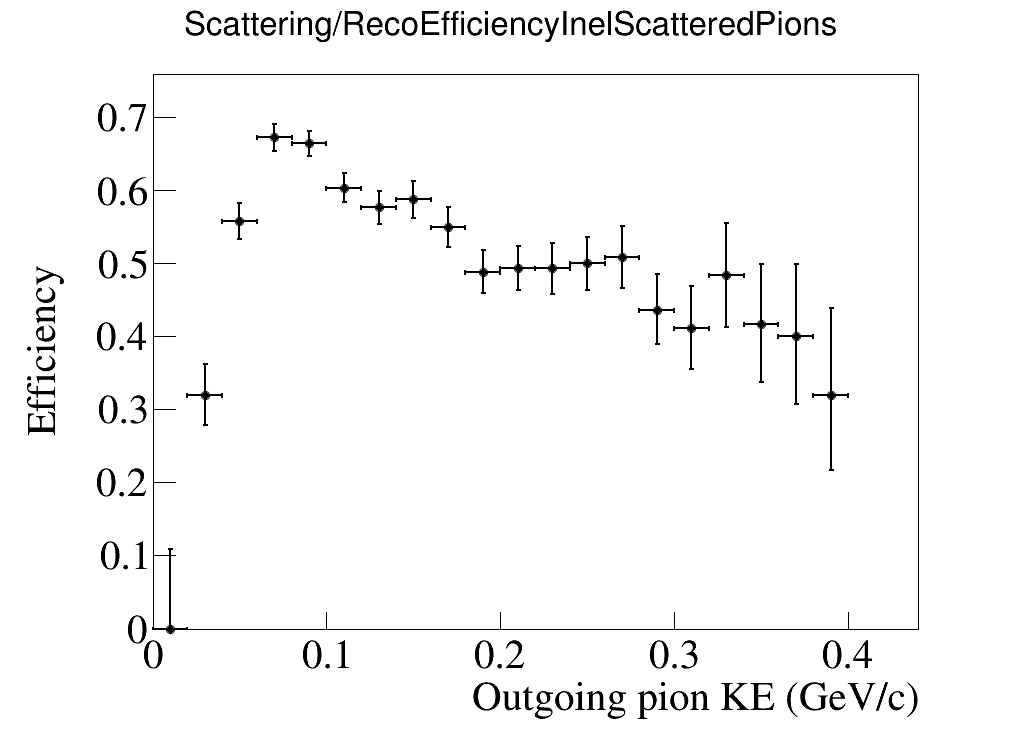 Scattering/RecoEfficiencyInelScatteredPions
Efficiency
0.7
0.6
0.5
0.4
0.3
0.2
0.1
0
0 0.1 0.2 0.3 0.4
Outgoing pion KE (GeV/c)